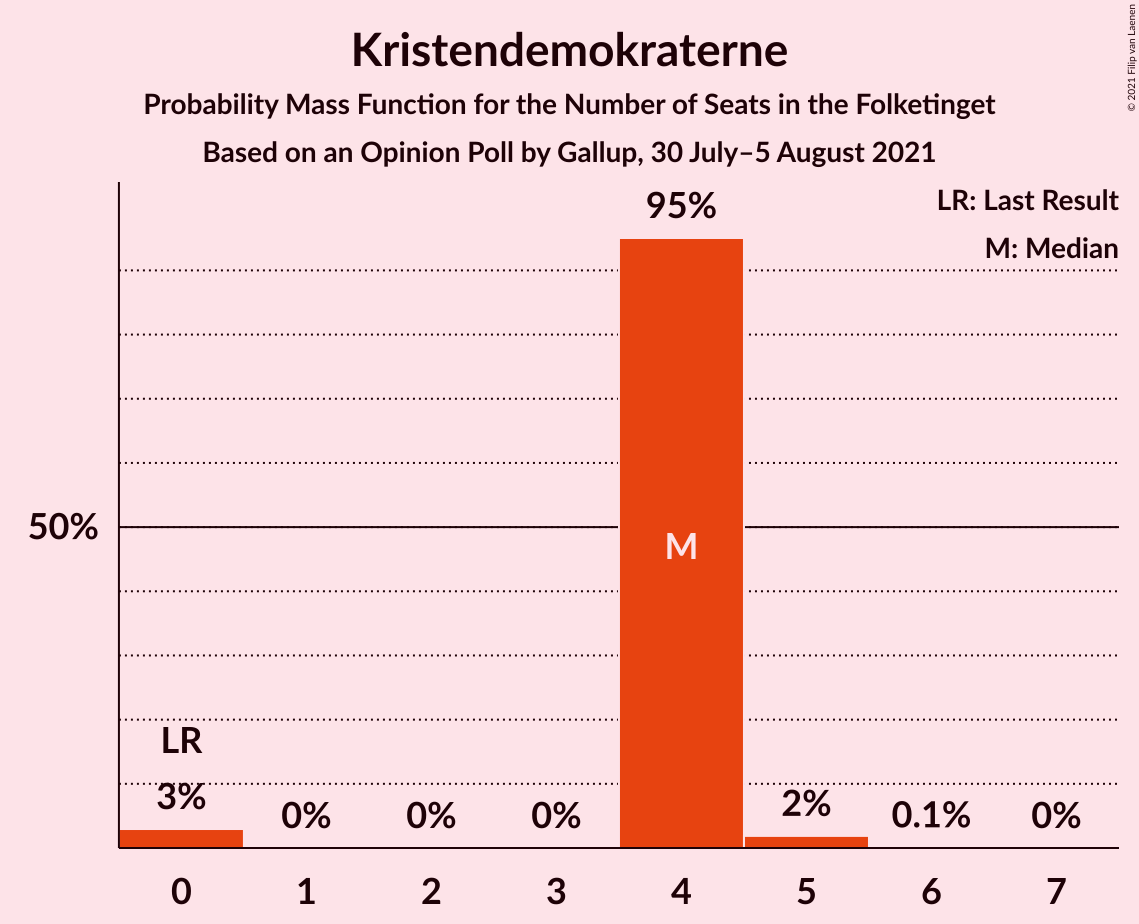 Kristendemokraterne
Probability Mass Function for the Number of Seats in the Folketinget
Based on an Opinion Poll by Gallup, 30 July–5 August 2021
© 2021 Filip van Laenen
LR: Last Result
M: Median
95%
50%
M
LR
3%
0%
0%
0%
2%
0.1%
0%
0
1
2
3
4
5
6
7